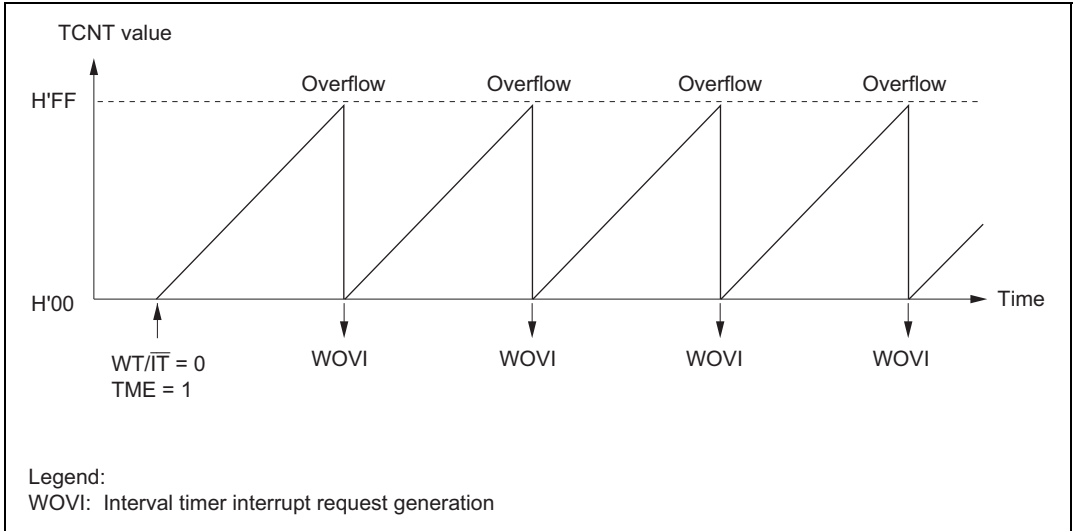 TCNT value
Overflow Overflow Overflow Overflow
H'FF
H'00
Time
WT/I̅T̅ = 0
TME = 1
WOVI WOVI WOVI WOVI
Legend:
WOVI: Interval timer interrupt request generation